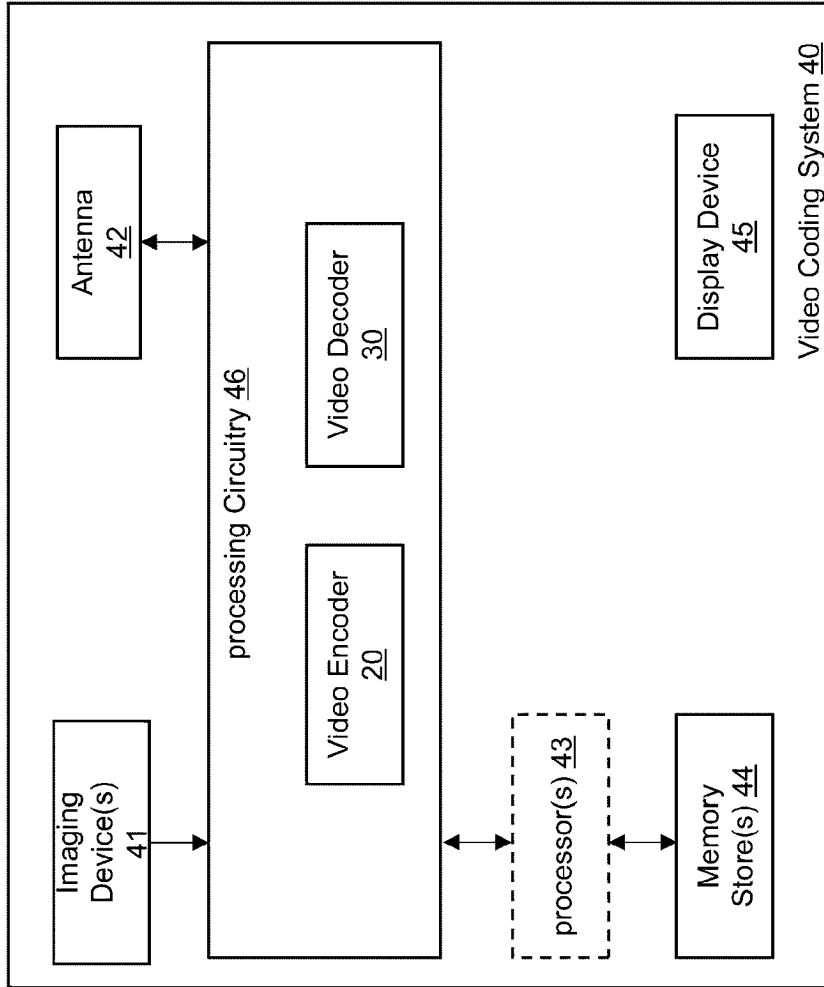 Imaging
Device(s)
41
Antenna
42
processing Circuitry 46
Video Encoder
20
Video Decoder
30
processor(s) 43
Memory
Store(s) 44
Display Device
45
Video Coding System 40